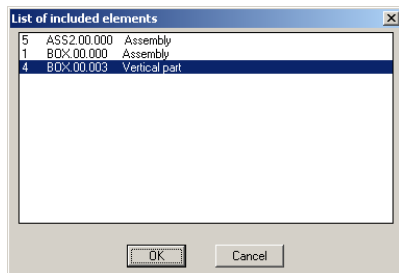 List of included elements
5 ASS2.00.000 Assembly
1 BOX.00.000 Assembly
4 BOX.00.003 Vertical part
OK Cancel